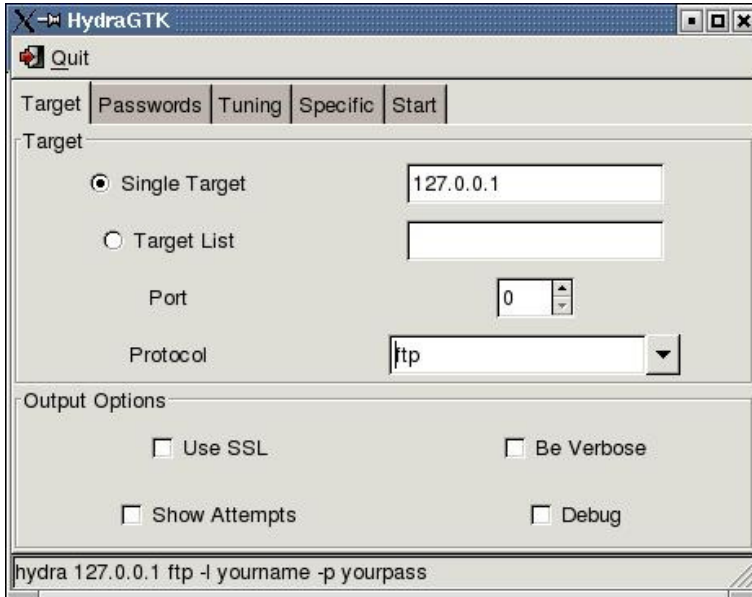 HydraGTK
Quit
Target Passwords Tuning Specific Start
Target
Single Target 127.0.0.1
Target List
Port 0
Protocol ftp
Output Options
Use SSL Be Verbose
Show Attempts Debug
hydra 127.0.0.1 ftp -l yourname -p yourpass